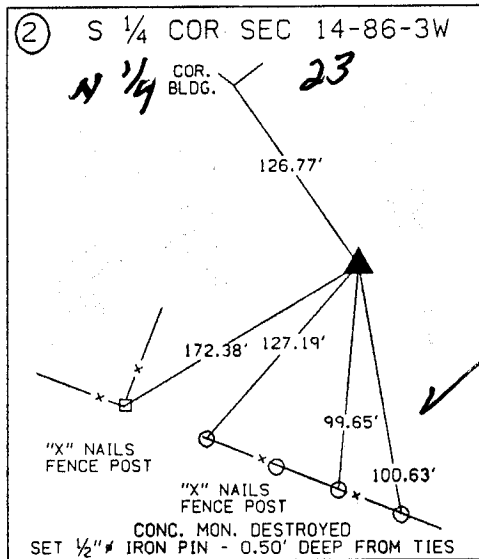 2 S 1/4 COR SEC 14-86-3W
N 1/4 COR. BLDG. 23
126.77'
172.38'
127.19'
99.65'
100.63'
"X" NAILS
FENCE POST
"X" NAILS
FENCE POST
CONC. MON. DESTROYED
SET 1/2"ø IRON PIN - 0.50' DEEP FROM TIES